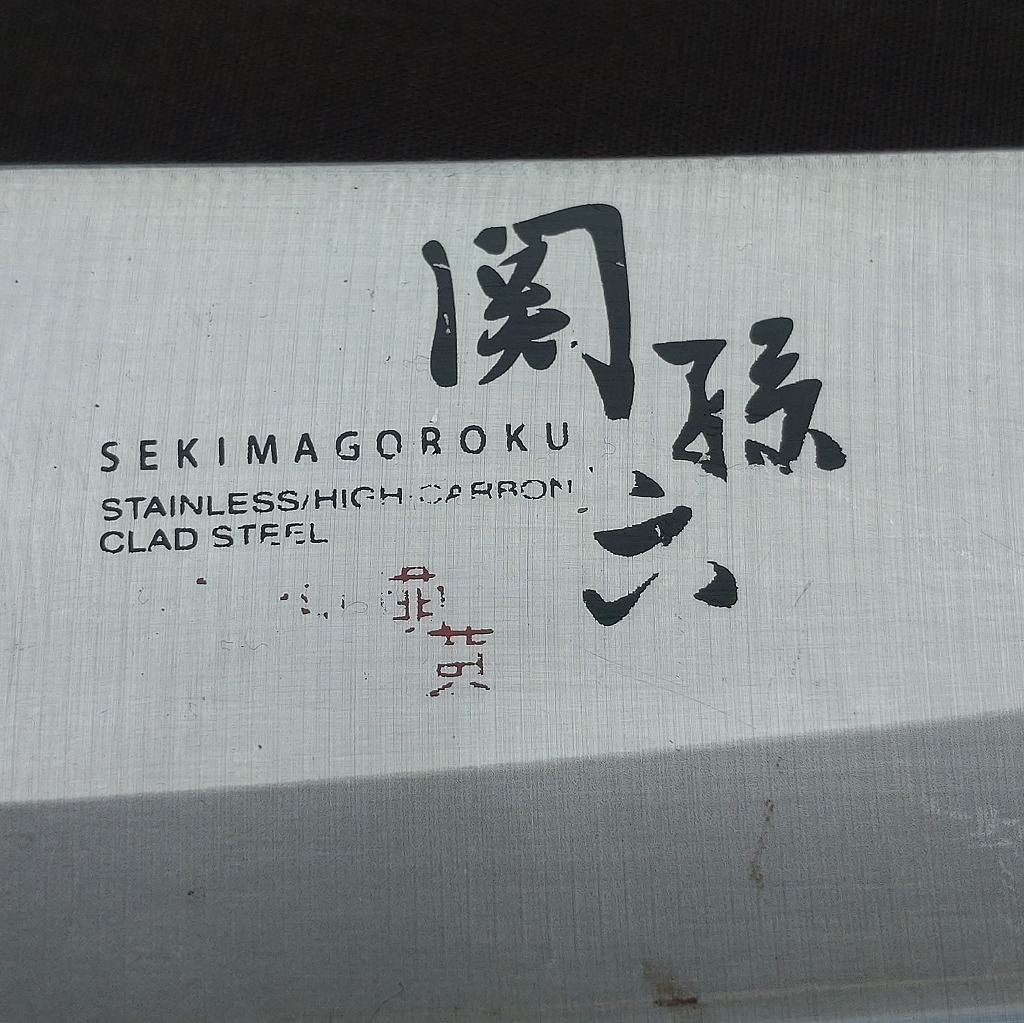 関孫六
SEKIMAGOROKU
STAINLESS/HIGH-CARBON
CLAD STEEL